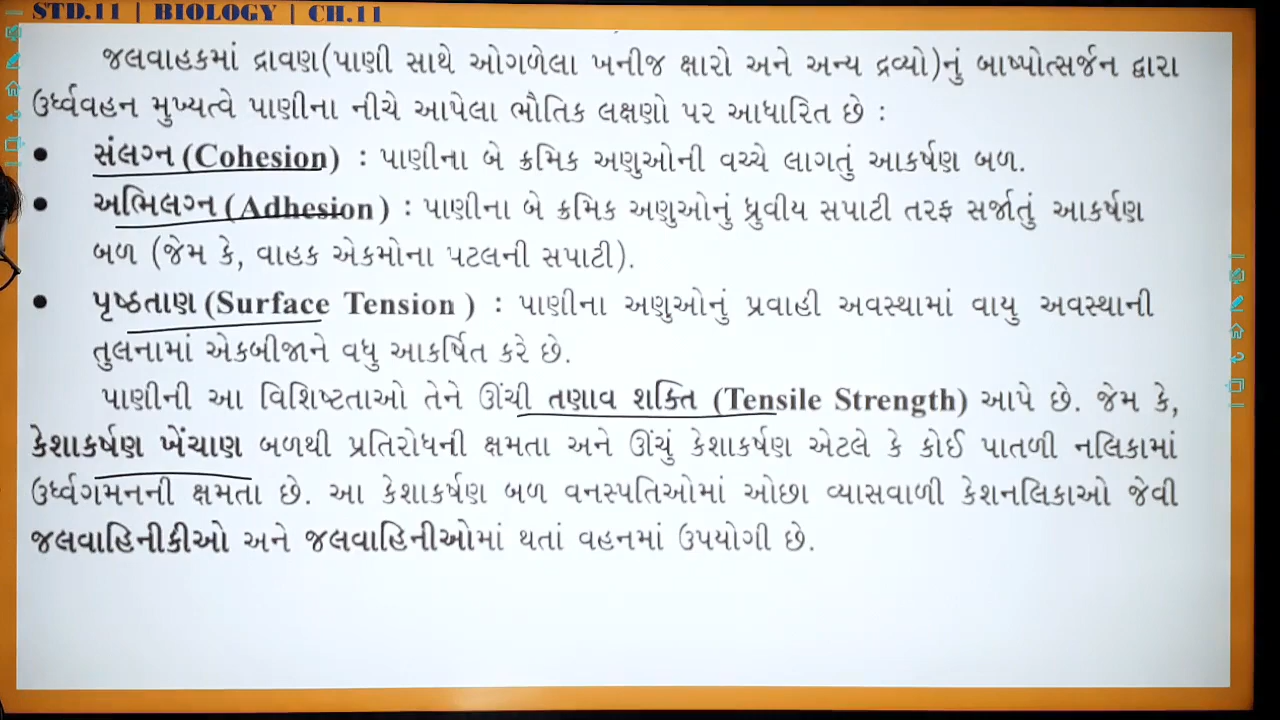 STD.11 | BIOLOGY | CH.11
જલવાહકમાં દ્રાવણ(પાણી સાથે ઓગળેલા ખનીજ ક્ષારો અને અન્ય દ્રવ્યો)નું બાષ્પોત્સર્જન દ્વારા
ઉર્ધ્વવહન મુખ્યત્વે પાણીના નીચે આપેલા ભૌતિક લક્ષણો પર આધારિત છે :
● સંલગ્ન (Cohesion) : પાણીના બે ક્રમિક અણુઓની વચ્ચે લાગતું આકર્ષણ બળ.
● અભિલગ્ન (Adhesion) : પાણીના બે ક્રમિક અણુઓનું ધ્રુવીય સપાટી તરફ સર્જાતું આકર્ષણ
બળ (જેમ કે, વાહક એકમોના પટલની સપાટી).
● પૃષ્ઠતાણ (Surface Tension ) : પાણીના અણુઓનું પ્રવાહી અવસ્થામાં વાયુ અવસ્થાની
તુલનામાં એકબીજાને વધુ આકર્ષિત કરે છે.
પાણીની આ વિશિષ્ટતાઓ તેને ઊંચી તણાવ શક્તિ (Tensile Strength) આપે છે. જેમ કે,
કેશાકર્ષણ ખેંચાણ બળથી પ્રતિરોધની ક્ષમતા અને ઊંચું કેશાકર્ષણ એટલે કે કોઈ પાતળી નલિકામાં
ઉર્ધ્વગમનની ક્ષમતા છે. આ કેશાકર્ષણ બળ વનસ્પતિઓમાં ઓછા વ્યાસવાળી કેશનલિકાઓ જેવી
જલવાહિનીકીઓ અને જલવાહિનીઓમાં થતાં વહનમાં ઉપયોગી છે.